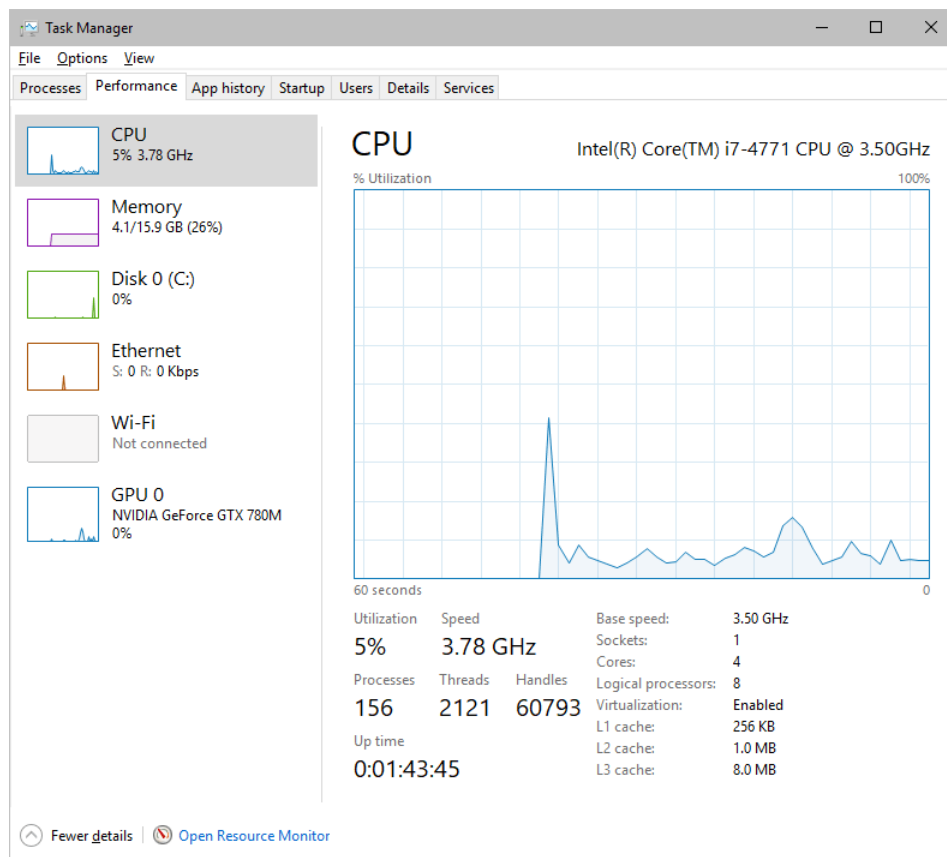 Task Manager
File Options View
Processes Performance App history Startup Users Details Services
CPU
5% 3.78 GHz
Memory
4.1/15.9 GB (26%)
Disk 0 (C:)
0%
Ethernet
S: 0 R: 0 Kbps
Wi-Fi
Not connected
GPU 0
NVIDIA GeForce GTX 780M
0%
CPU Intel(R) Core(TM) i7-4771 CPU @ 3.50GHz
% Utilization 100%
60 seconds 0
Utilization Speed
5% 3.78 GHz
Processes Threads Handles
156 2121 60793
Up time
0:01:43:45
Base speed: 3.50 GHz
Sockets: 1
Cores: 4
Logical processors: 8
Virtualization: Enabled
L1 cache: 256 KB
L2 cache: 1.0 MB
L3 cache: 8.0 MB
Fewer details Open Resource Monitor